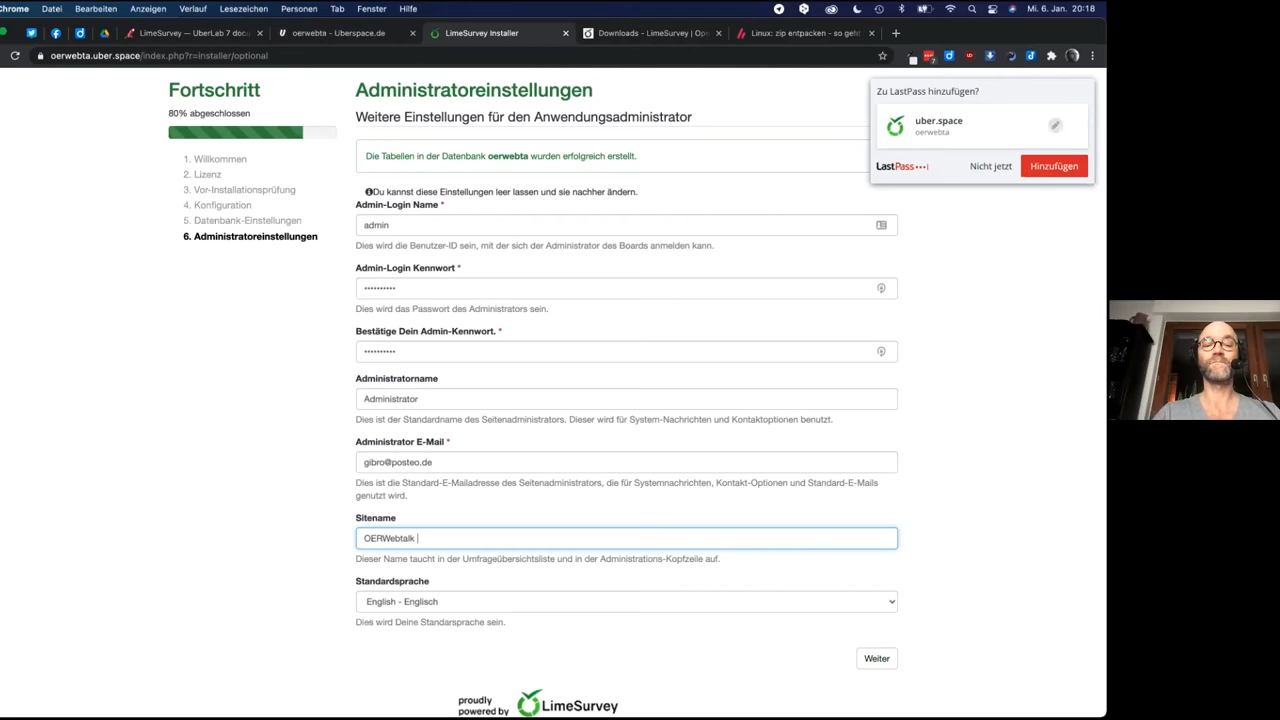 Chrome Datei Bearbeiten Anzeigen Verlauf Lesezeichen Personen Tab Fenster Hilfe Mi. 6. Jan. 20:18
LimeSurvey — UberLab 7 docu
oerwebta - Uberspace.de
LimeSurvey Installer
Downloads - LimeSurvey | Ope
Linux: zip entpacken - so geht
oerwebta.uber.space/index.php?r=installer/optional
Fortschritt
80% abgeschlossen
1. Willkommen
2. Lizenz
3. Vor-Installationsprüfung
4. Konfiguration
5. Datenbank-Einstellungen
6. Administratoreinstellungen
Administratoreinstellungen
Weitere Einstellungen für den Anwendungsadministrator
Die Tabellen in der Datenbank oerwebta wurden erfolgreich erstellt.
Du kannst diese Einstellungen leer lassen und sie nachher ändern.
Admin-Login Name *
admin
Dies wird die Benutzer-ID sein, mit der sich der Administrator des Boards anmelden kann.
Admin-Login Kennwort *
••••••••••
Dies wird das Passwort des Administrators sein.
Bestätige Dein Admin-Kennwort. *
••••••••••
Administratorname
Administrator
Dies ist der Standardname des Seitenadministrators. Dieser wird für System-Nachrichten und Kontaktoptionen benutzt.
Administrator E-Mail *
gibro@posteo.de
Dies ist die Standard-E-Mailadresse des Seitenadministrators, die für Systemnachrichten, Kontakt-Optionen und Standard-E-Mails
genutzt wird.
Sitename
OERWebtalk
Dieser Name taucht in der Umfrageübersichtsliste und in der Administrations-Kopfzeile auf.
Standardsprache
English - Englisch
Dies wird Deine Standarsprache sein.
Weiter
proudly
powered by
LimeSurvey
Zu LastPass hinzufügen?
uber.space
oerwebta
LastPass•••|
Nicht jetzt
Hinzufügen